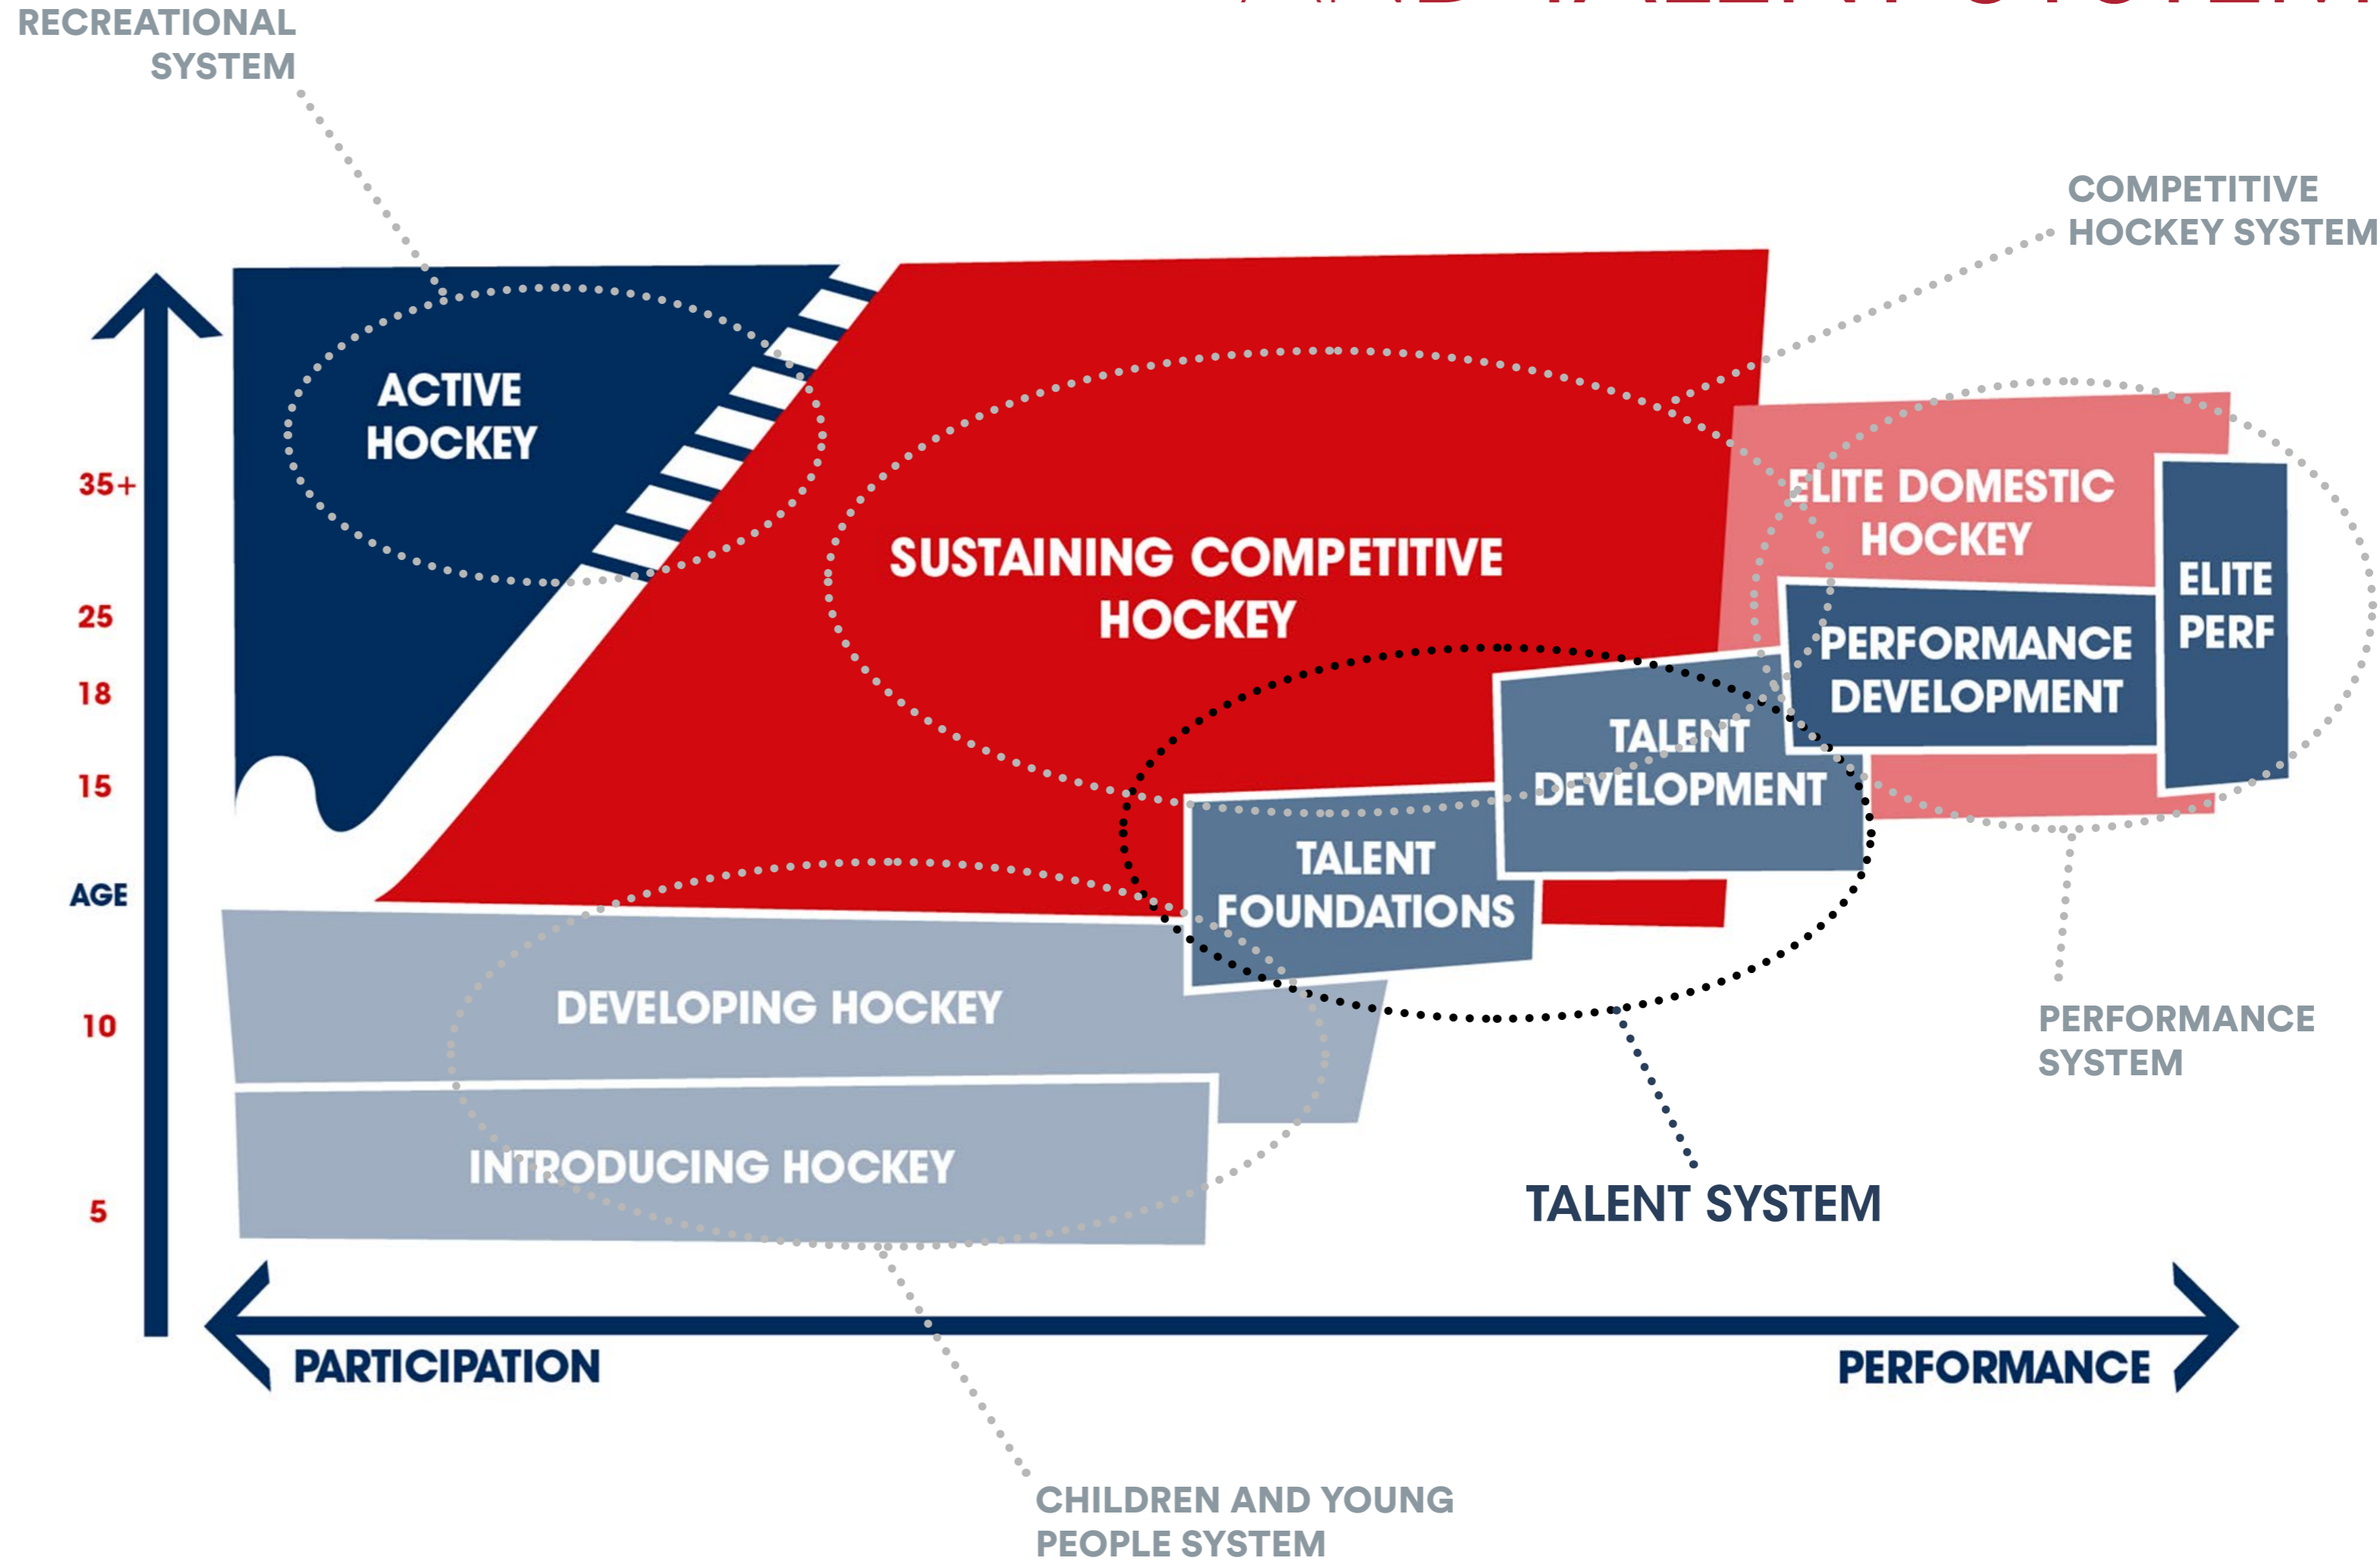 RECREATIONAL
SYSTEM
COMPETITIVE
HOCKEY SYSTEM
ACTIVE
HOCKEY
35+
ELITE DOMESTIC
HOCKEY
SUSTAINING COMPETITIVE
HOCKEY
ELITE
PERF
25
PERFORMANCE
DEVELOPMENT
18
TALENT
DEVELOPMENT
15
TALENT
FOUNDATIONS
AGE
DEVELOPING HOCKEY
10
PERFORMANCE
SYSTEM
INTRODUCING HOCKEY
5
TALENT SYSTEM
PARTICIPATION
PERFORMANCE
CHILDREN AND YOUNG
PEOPLE SYSTEM